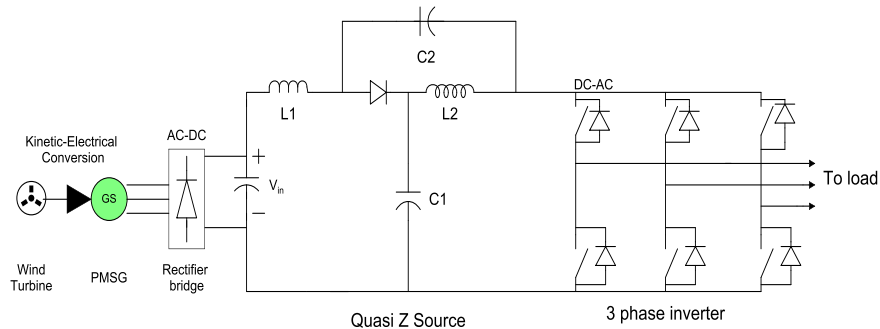 C2
DC-AC
L1
L2
Kinetic-Electrical
Conversion
AC-DC
+
Vin
−
GS
C1
To load
Wind
Turbine
PMSG
Rectifier
bridge
Quasi Z Source
3 phase inverter